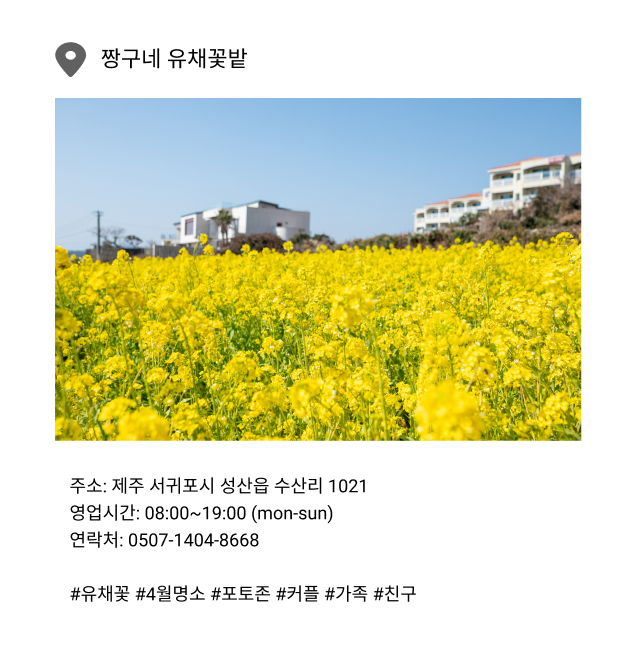 짱구네 유채꽃밭
주소: 제주 서귀포시 성산읍 수산리 1021
영업시간: 08:00~19:00 (mon-sun)
연락처: 0507-1404-8668
#유채꽃 #4월명소 #포토존 #커플 #가족 #친구